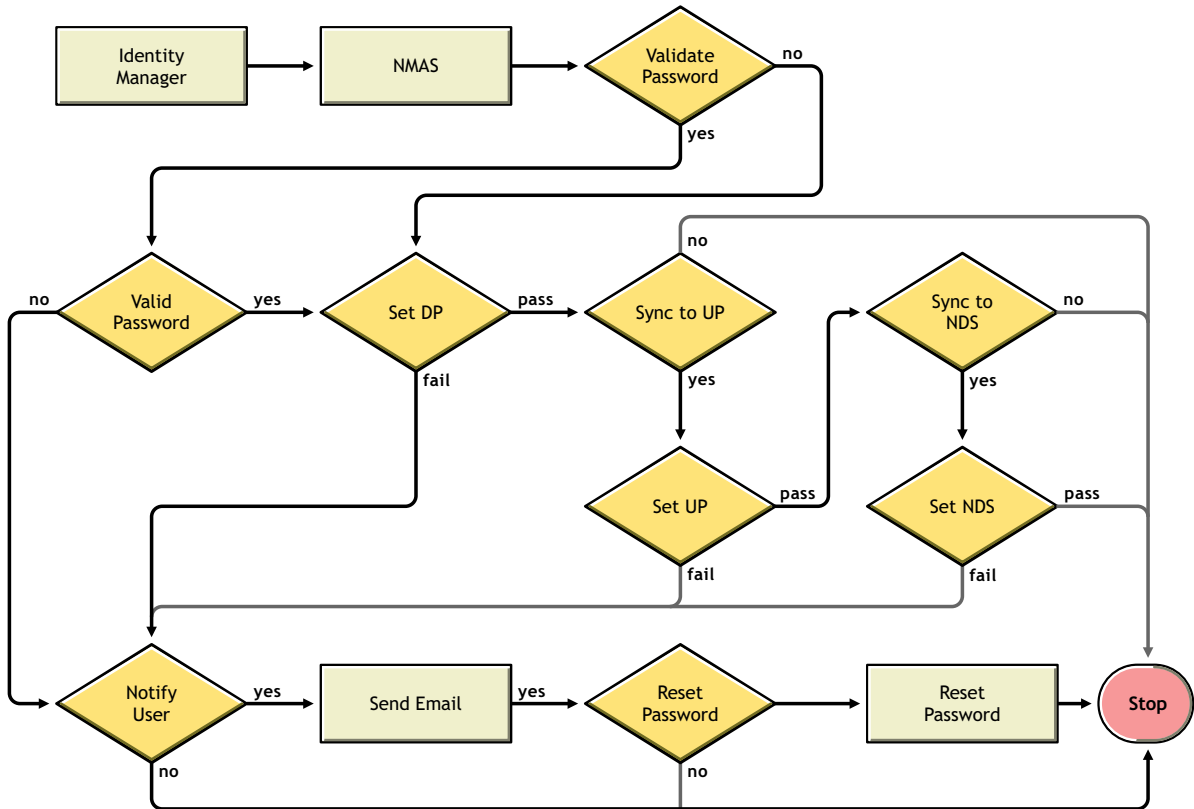 Identity
Manager
NMAS
Validate
Password
no
yes
no
Valid
Password
yes
Set DP
pass
fail
no
Sync to UP
yes
Sync to
NDS
no
yes
Set UP
pass
fail
Set NDS
pass
fail
Notify
User
yes
no
Send Email
yes
Reset
Password
no
Reset
Password
Stop